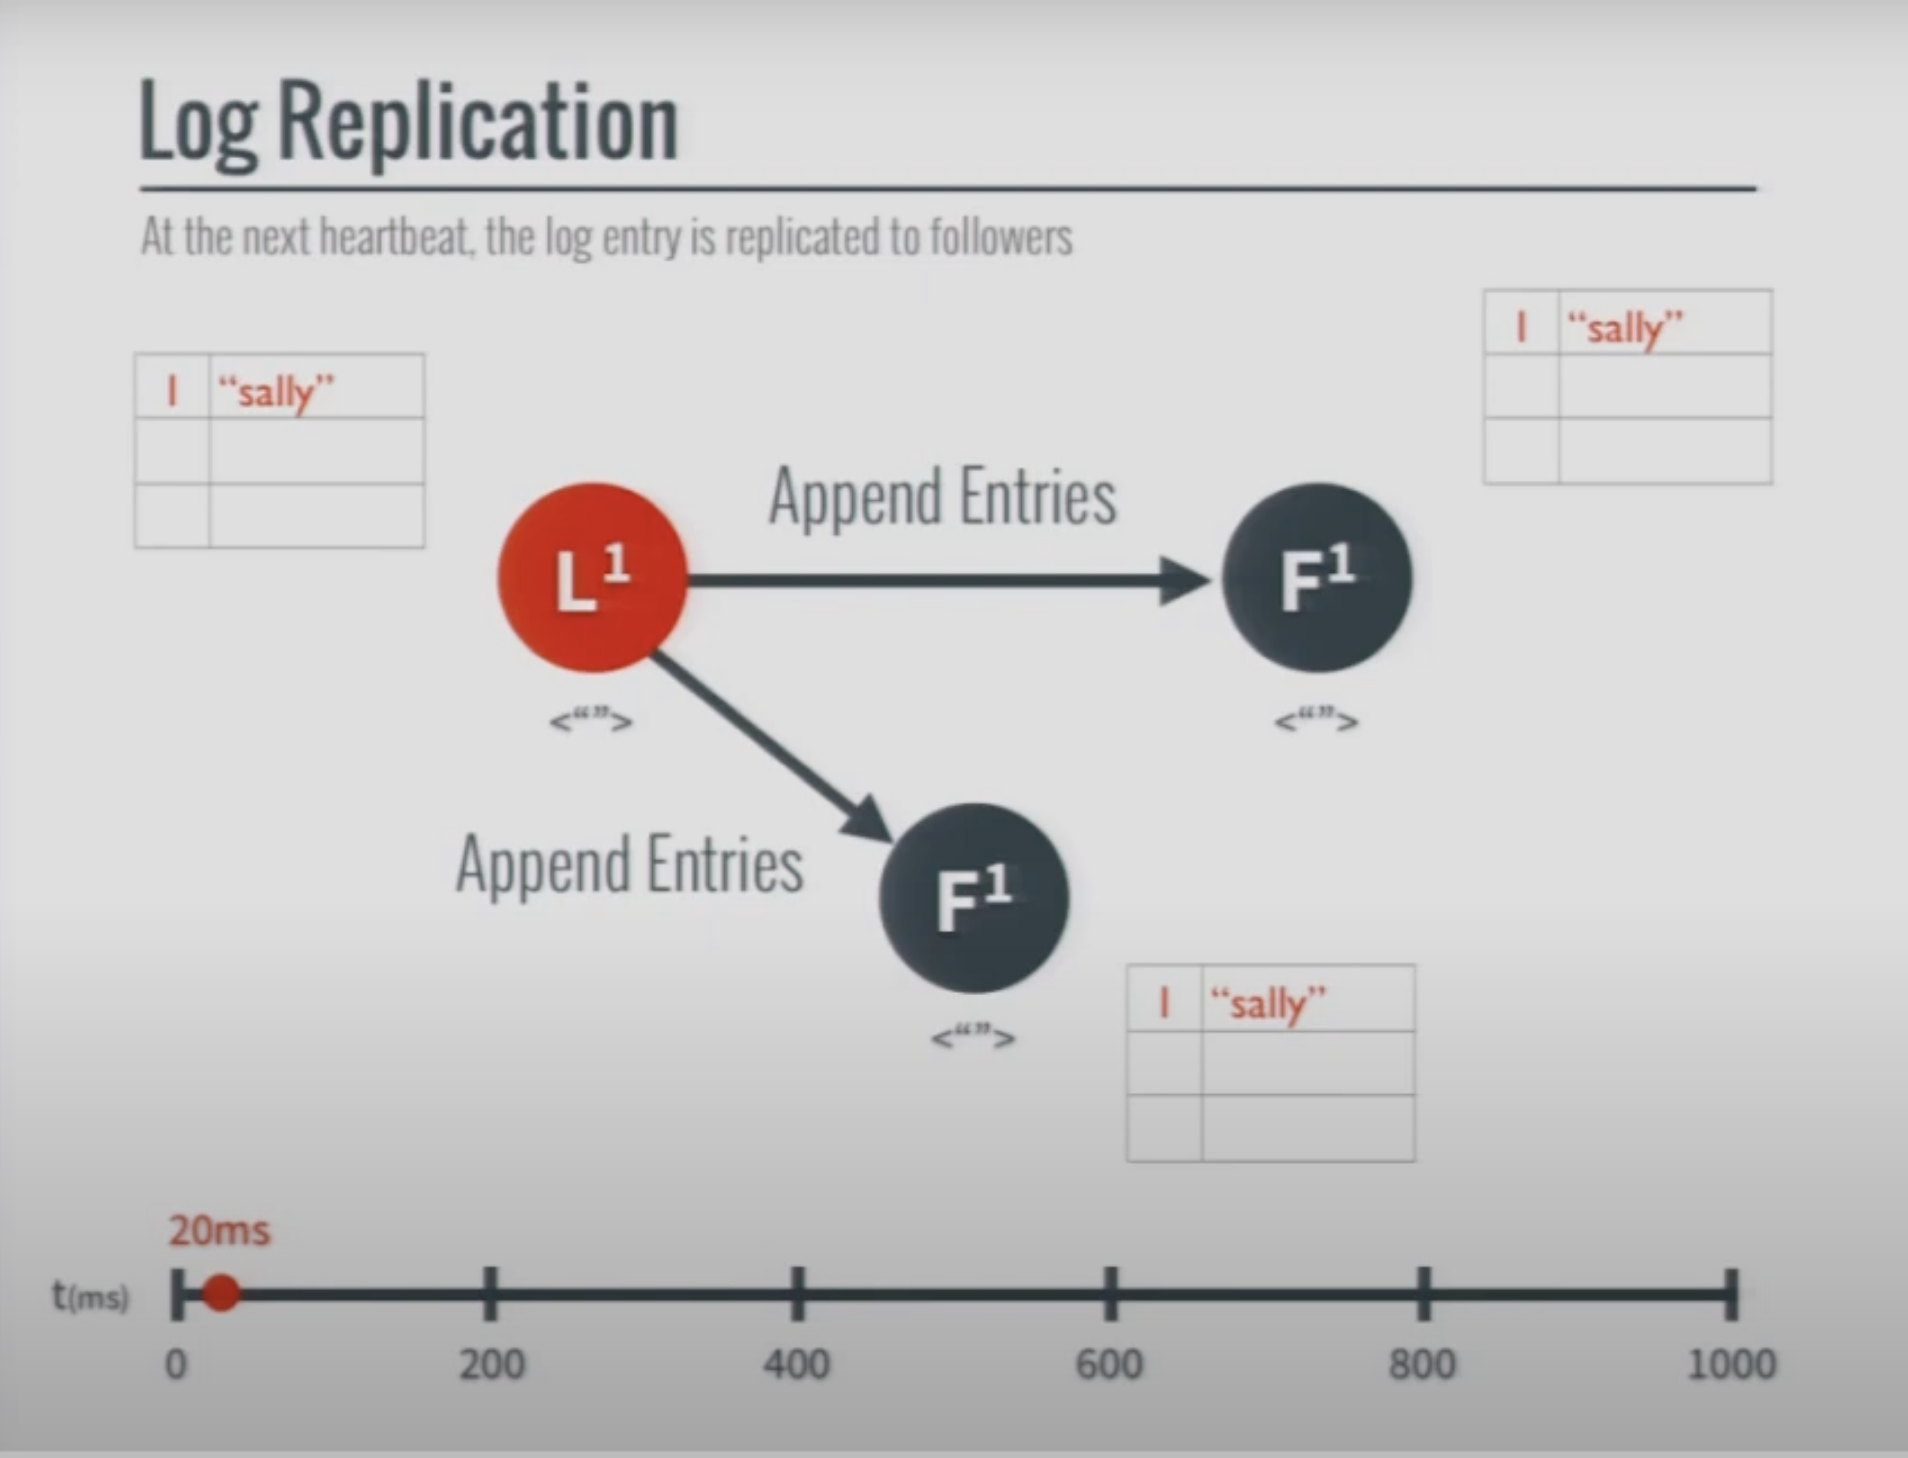 Log Replication
At the next heartbeat, the log entry is replicated to followers
1 “sally”
1 “sally”
Append Entries
L¹
F¹
<“”>
<“”>
Append Entries
F¹
<“”>
1 “sally”
20ms
t(ms)
0 200 400 600 800 1000